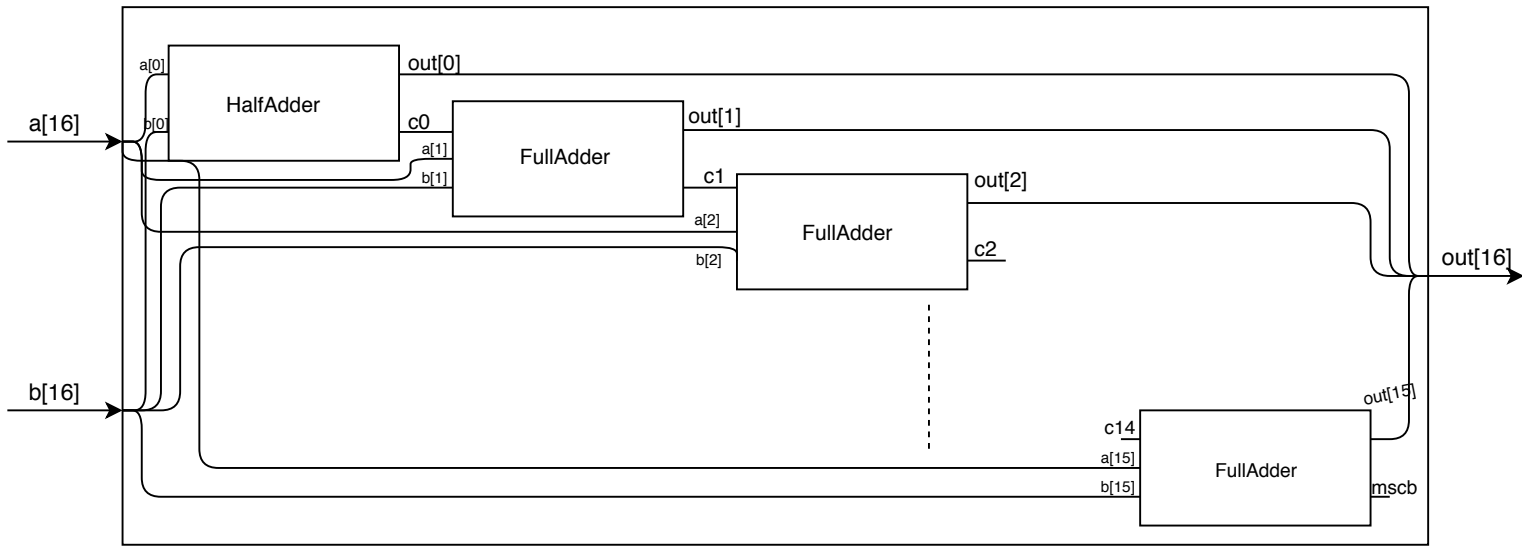 a[0]
out[0]
HalfAdder
a[16]
b[0]
c0
out[1]
a[1]
FullAdder
b[1]
c1
out[2]
a[2]
FullAdder
b[2]
c2
out[16]
b[16]
out[15]
c14
a[15]
FullAdder
b[15]
mscb